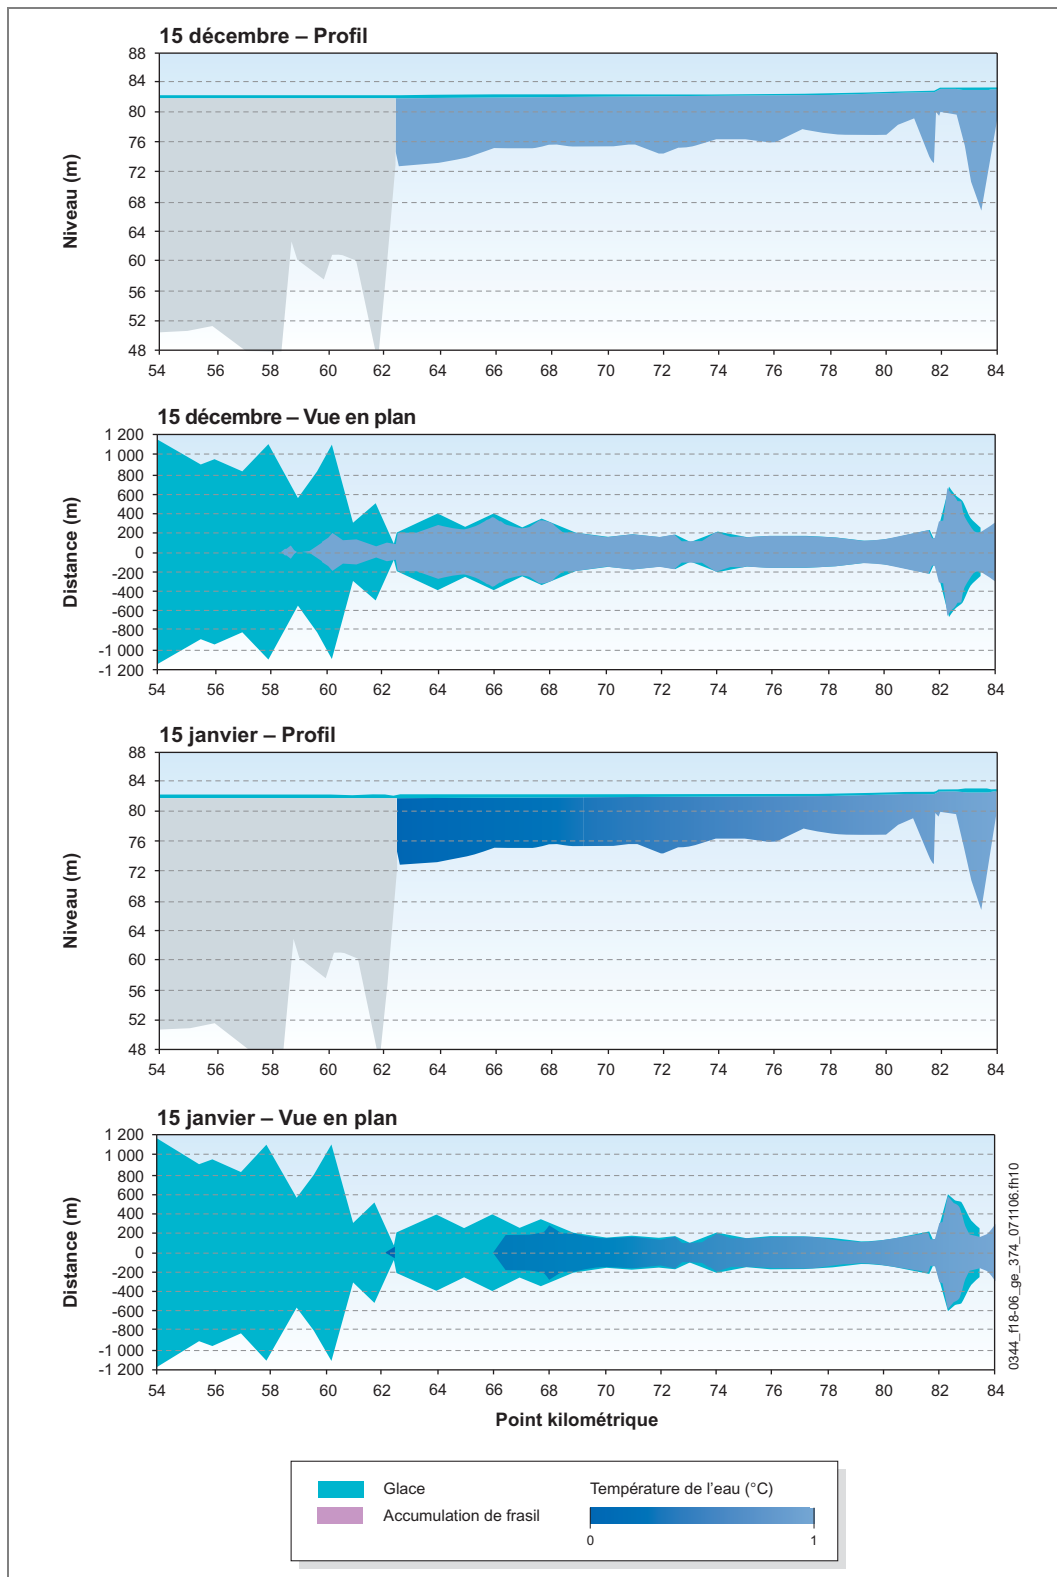 15 décembre – Profil
88
84
80
76
72
68
64
60
56
52
48
Niveau (m)
54 56 58 60 62 64 66 68 70 72 74 76 78 80 82 84
15 décembre – Vue en plan
1 200
1 000
800
600
400
200
0
-200
-400
-600
-800
-1 000
-1 200
Distance (m)
54 56 58 60 62 64 66 68 70 72 74 76 78 80 82 84
15 janvier – Profil
88
84
80
76
72
68
64
60
56
52
48
Niveau (m)
54 56 58 60 62 64 66 68 70 72 74 76 78 80 82 84
15 janvier – Vue en plan
1 200
1 000
800
600
400
200
0
-200
-400
-600
-800
-1 000
-1 200
Distance (m)
54 56 58 60 62 64 66 68 70 72 74 76 78 80 82 84
Point kilométrique
0344_f18-06_ge_374_071106.fh10
Glace
Accumulation de frasil
Température de l'eau (°C)
0 1